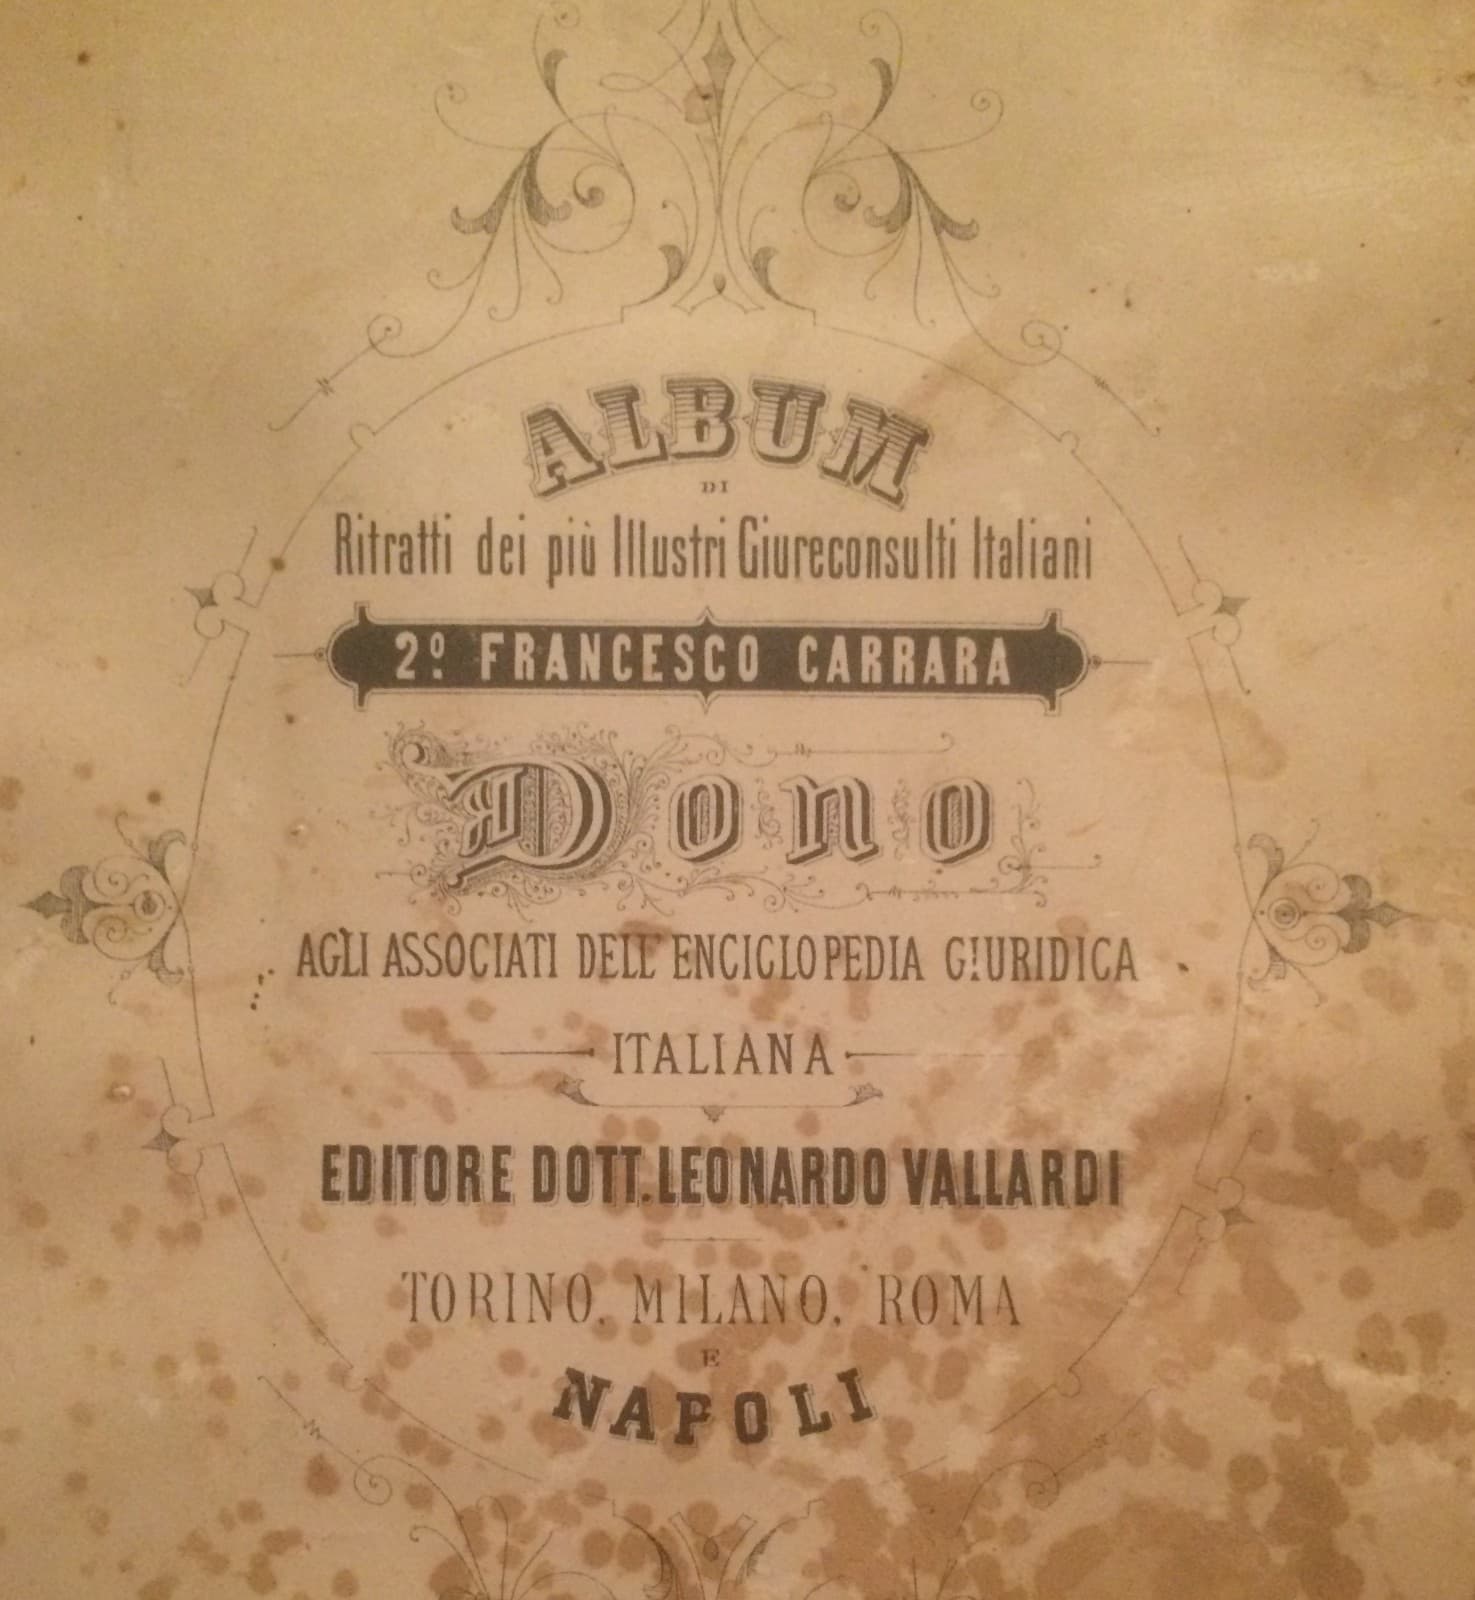 ALBUM
DI
Ritratti dei più Illustri Giureconsulti Italiani
2º FRANCESCO CARRARA
Dono
AGLI ASSOCIATI DELL'ENCICLOPEDIA GIURIDICA
ITALIANA
EDITORE DOTT. LEONARDO VALLARDI
TORINO, MILANO, ROMA
E
NAPOLI